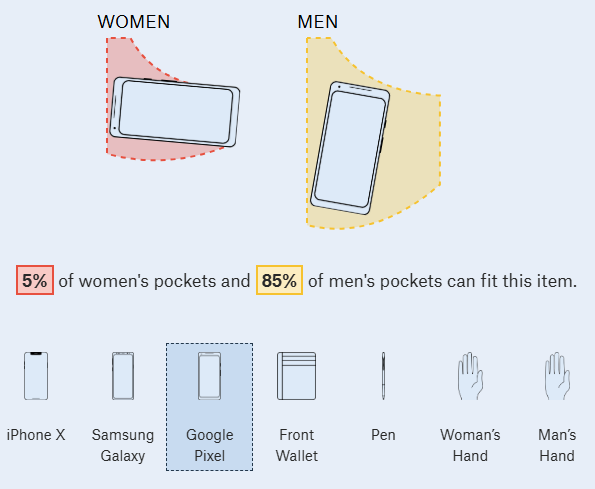 WOMEN MEN
5% of women's pockets and 85% of men's pockets can fit this item.
iPhone X
Samsung Galaxy
Google Pixel
Front Wallet
Pen
Woman's Hand
Man's Hand